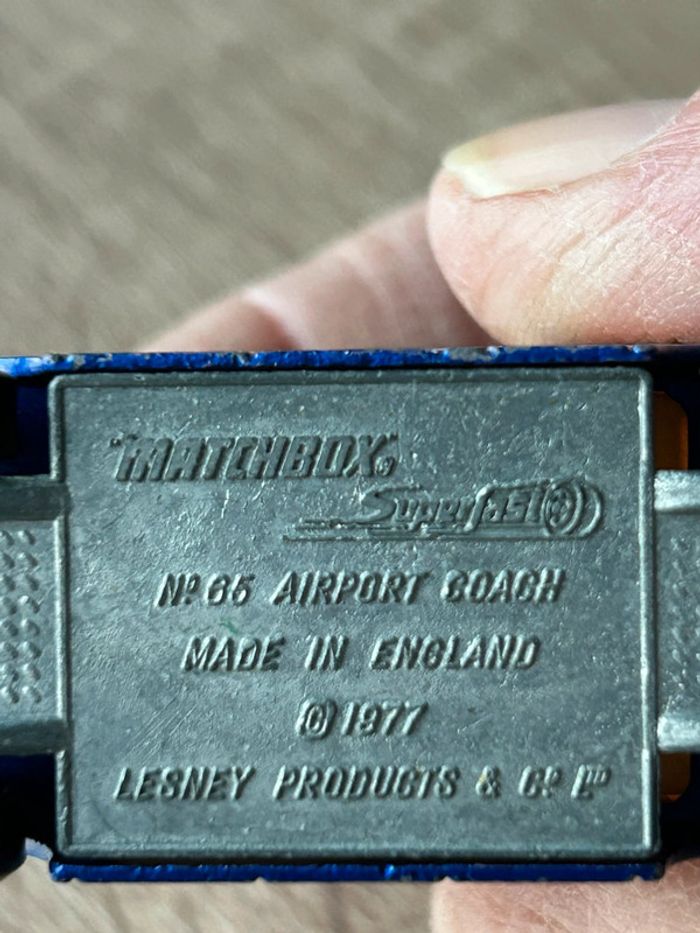 "MATCHBOX"®
Superfast
Nº 65 AIRPORT COACH
MADE IN ENGLAND
© 1977
LESNEY PRODUCTS & Cº Lᵀᴰ